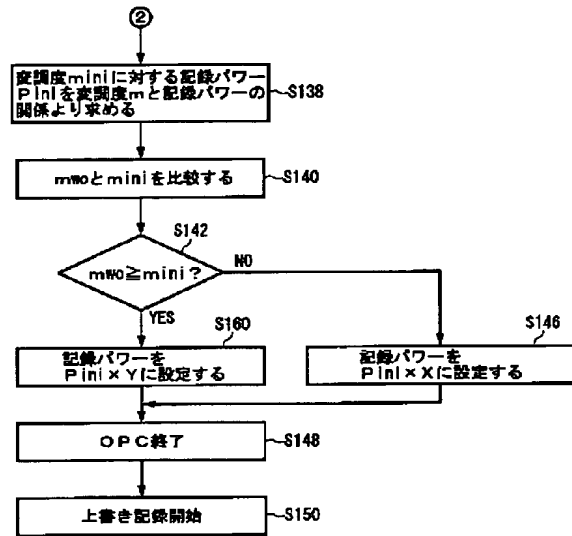 ②
変調度miniに対する記録パワー
Piniを変調度mと記録パワーの
関係より求める
S138
mwoとminiを比較する
S140
S142
mwo≧mini?
NO
YES
S160
記録パワーを
Pini×Yに設定する
S146
記録パワーを
Pini×Xに設定する
OPC終了
S148
上書き記録開始
S150